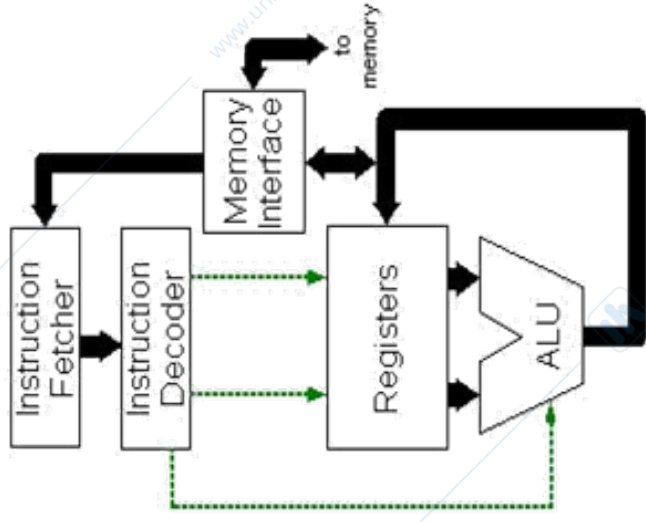 to
memory
Memory
Interface
Instruction
Fetcher
Instruction
Decoder
Registers
ALU